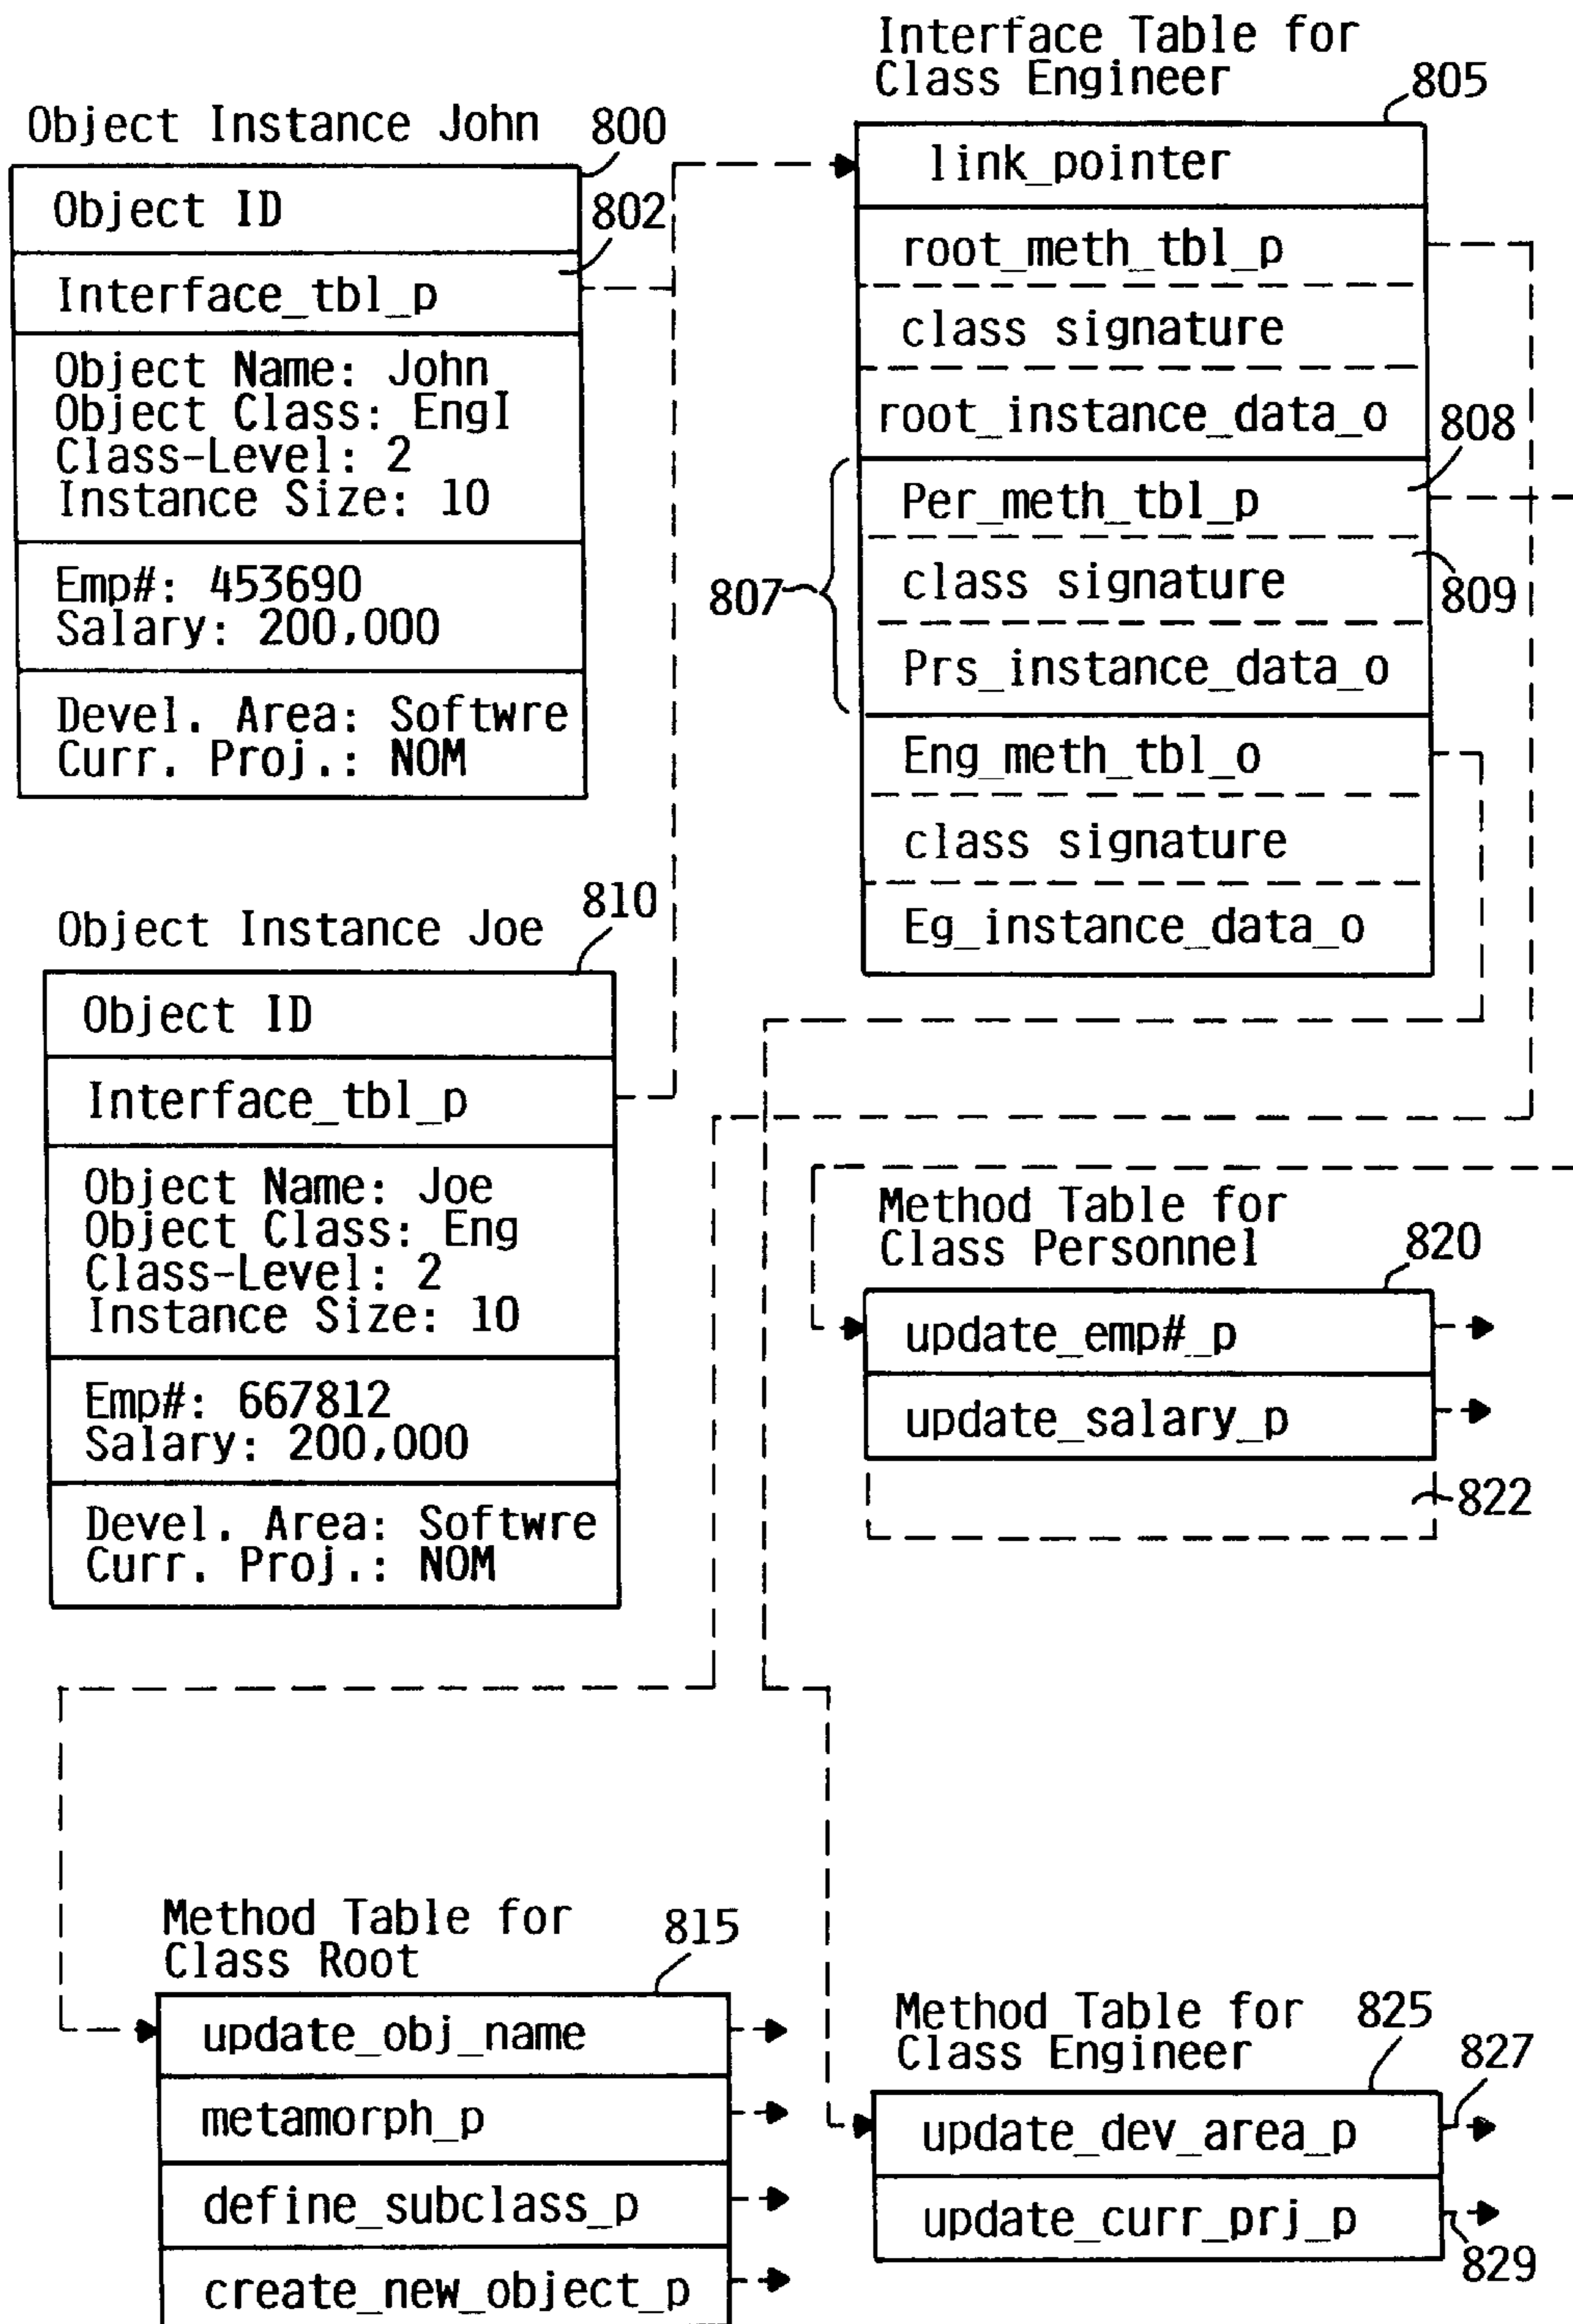 Interface Table for
Class Engineer
805
link_pointer
root_meth_tbl_p
class signature
root_instance_data_o
808
Per_meth_tbl_p
class signature
809
807
Prs_instance_data_o
Eng_meth_tbl_o
class signature
Eg_instance_data_o
Object Instance John
800
Object ID
802
Interface_tbl_p
Object Name: John
Object Class: EngI
Class-Level: 2
Instance Size: 10
Emp#: 453690
Salary: 200,000
Devel. Area: Softwre
Curr. Proj.: NOM
Object Instance Joe
810
Object ID
Interface_tbl_p
Object Name: Joe
Object Class: Eng
Class-Level: 2
Instance Size: 10
Emp#: 667812
Salary: 200,000
Devel. Area: Softwre
Curr. Proj.: NOM
Method Table for
Class Personnel
820
update_emp#_p
update_salary_p
822
Method Table for
Class Root
815
update_obj_name
metamorph_p
define_subclass_p
create_new_object_p
Method Table for
Class Engineer
825
827
update_dev_area_p
update_curr_prj_p
829